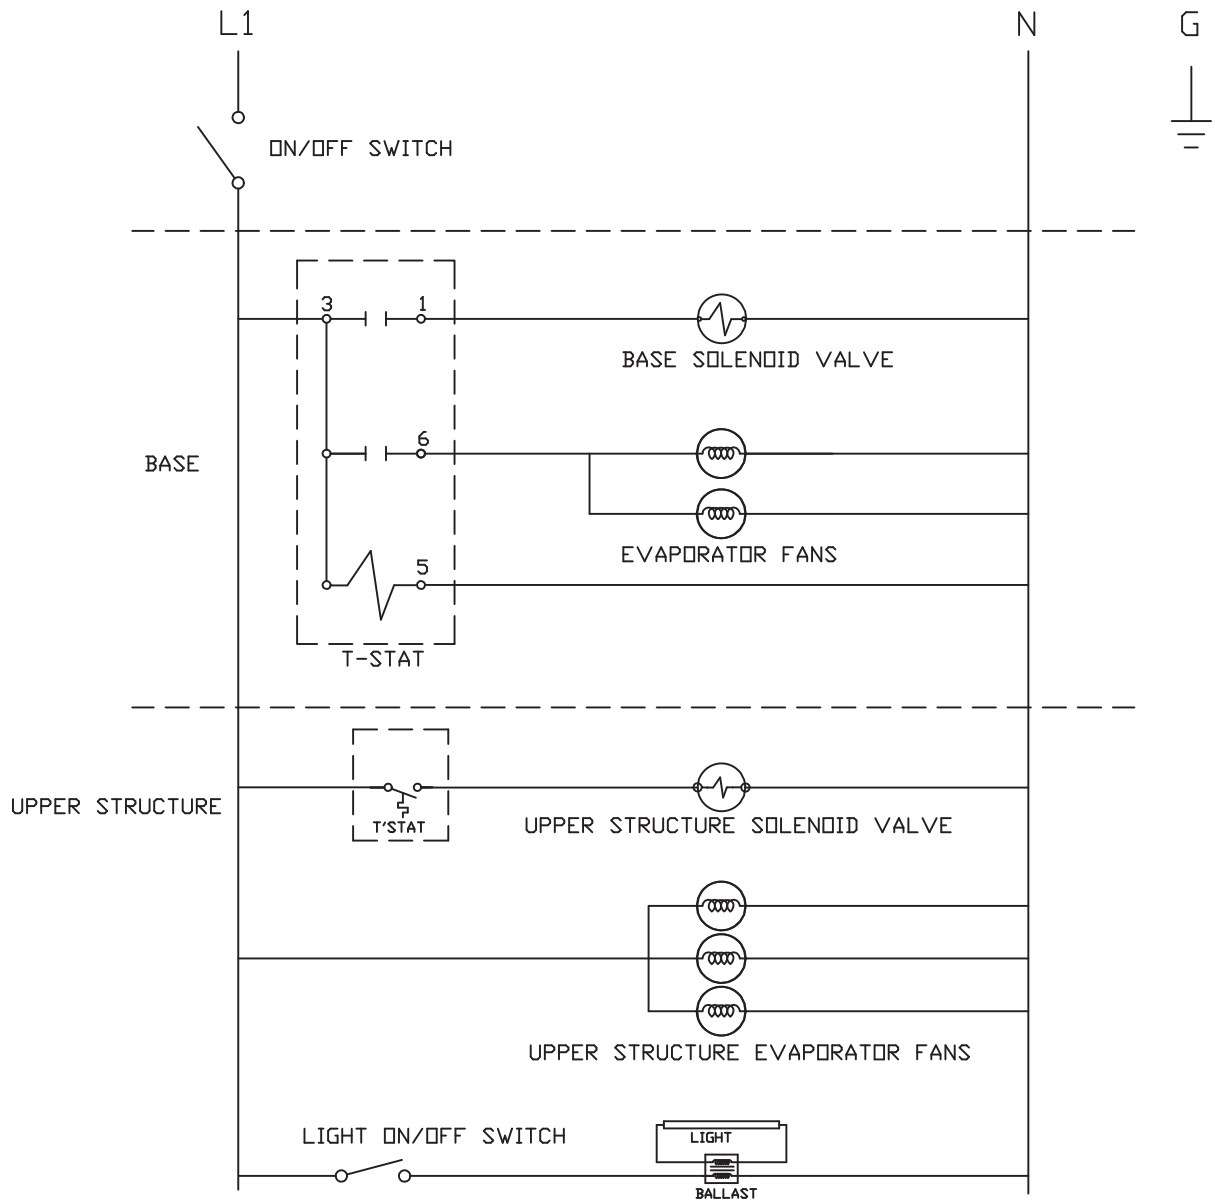 L1 N G
ON/OFF SWITCH
3 1
BASE SOLENOID VALVE
6
BASE
EVAPORATOR FANS
5
T-STAT
UPPER STRUCTURE
T'STAT
UPPER STRUCTURE SOLENOID VALVE
UPPER STRUCTURE EVAPORATOR FANS
LIGHT ON/OFF SWITCH
LIGHT
BALLAST